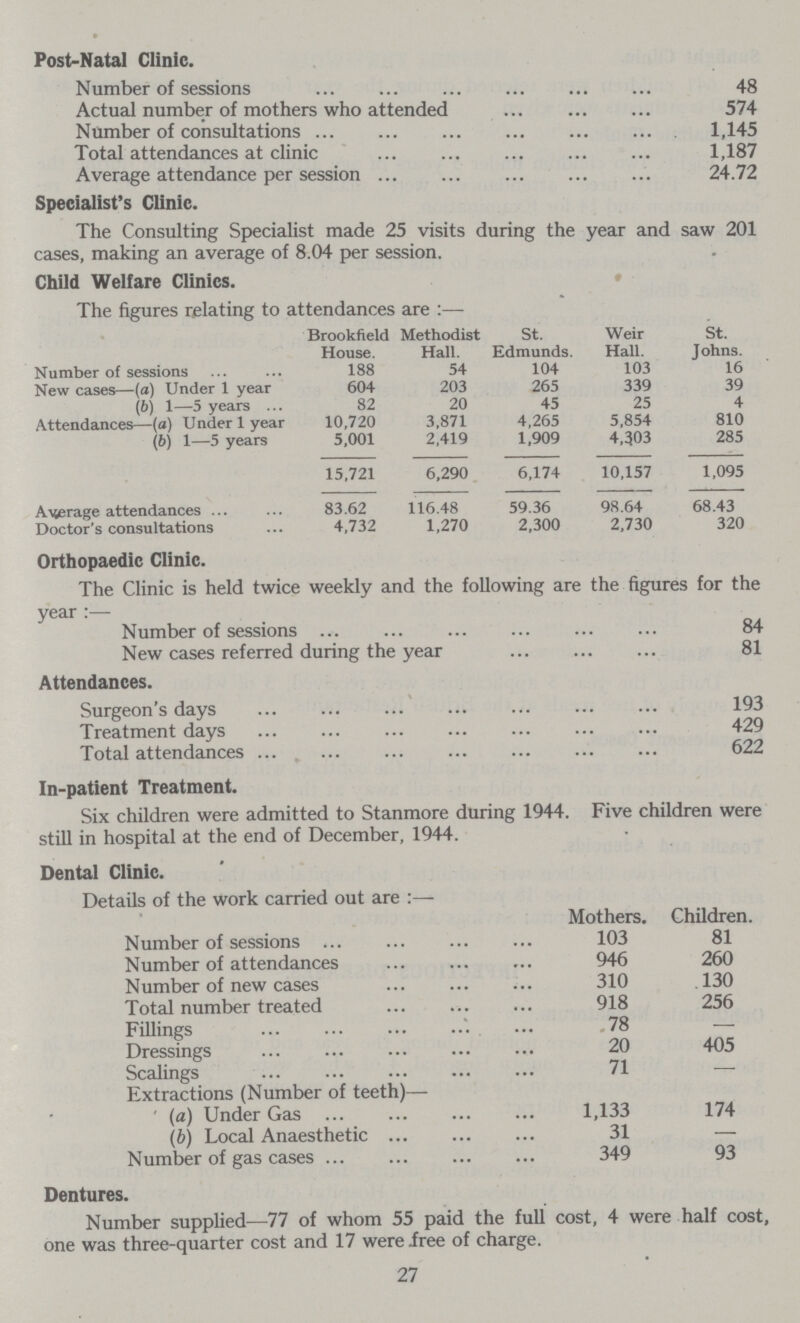 Post-Natal Clinic.
Number of sessions ... ... ... ... ... ... 48
Actual number of mothers who attended ... ... ... 574
Number of consultations ... ... ... ... ... ... 1,145
Total attendances at clinic ... ... ... ... ... 1,187
Average attendance per session ... ... ... ... ... 24.72
Specialist's Clinic.
The Consulting Specialist made 25 visits during the year and saw 201
cases, making an average of 8.04 per session.
Child Welfare Clinics.
The figures relating to attendances are :—
Brookfield Methodist St. Weir St.
House. Hall. Edmunds. Hall. Johns.
Number of sessions ... ... 188 54 104 103 16
New cases—(a) Under 1 year 604 203 265 339 39
(b) 1—5 years ... 82 20 45 25 4
Attendances—(a) Under 1 year 10,720 3,871 4,265 5,854 810
(b) 1—5 years 5,001 2,419 1,909 4,303 285
15,721 6,290 6,174 10,157 1,095
Average attendances ... ... 83.62 116.48 59.36 98.64 68.43
Doctor's consultations ... 4,732 1,270 2,300 2,730 320
Orthopaedic Clinic.
The Clinic is held twice weekly and the following are the figures for the
year :—
Number of sessions ... ... ... ... ... ... 84
New cases referred during the year ... ... ... 81
Attendances.
Surgeon's days ... ... ... ... ... ... ... 193
Treatment days ... ... ... ... ... ... ... 429
Total attendances ... ... ... ... ... ... ... 622
In-patient Treatment.
Six children were admitted to Stanmore during 1944. Five children were
still in hospital at the end of December, 1944.
Dental Clinic.
Details of the work carried out are :—
Mothers. Children.
Number of sessions ... ... ... ... 103 81
Number of attendances ... ... ... 946 260
Number of new cases ... ... ... 310 130
Total number treated ... ... ... 918 256
Fillings ... ... ... ... ... 78 —
Dressings ... ... ... ... ... 20 405
Scalings ... ... ... ... ... 71 —
Extractions (Number of teeth)—
(a) Under Gas ... ... ... ... 1,133 174
(b) Local Anaesthetic ... ... ... 31 —
Number of gas cases ... ... ... ... 349 93
Dentures.
Number supplied—77 of whom 55 paid the full cost, 4 were half cost,
one was three-quarter cost and 17 were free of charge.
27